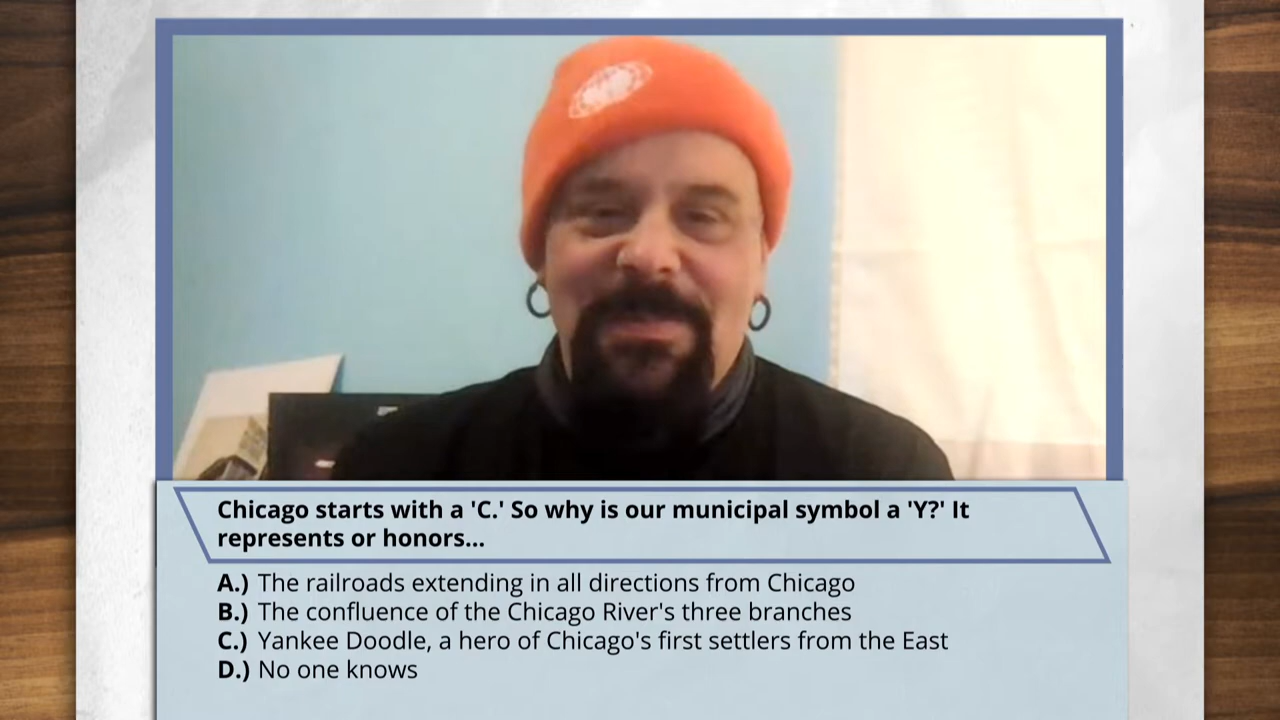 Chicago starts with a 'C.' So why is our municipal symbol a 'Y?' It
represents or honors...
A.) The railroads extending in all directions from Chicago
B.) The confluence of the Chicago River's three branches
C.) Yankee Doodle, a hero of Chicago's first settlers from the East
D.) No one knows